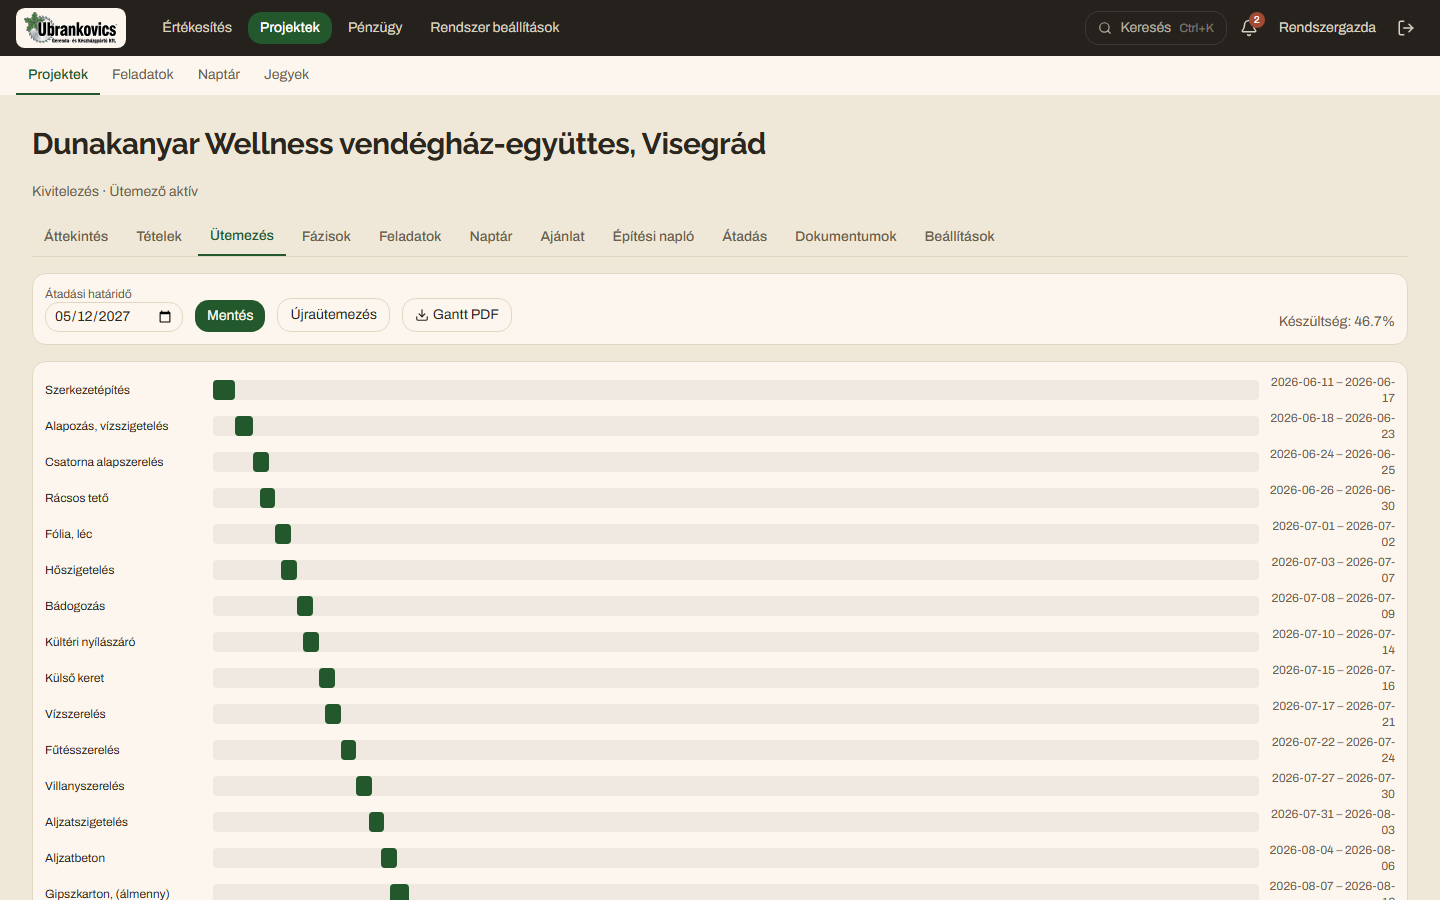 Ubrankovics
Gerenda- és Készházgyártó Kft.
Értékesítés
Projektek
Pénzügy
Rendszer beállítások
Keresés Ctrl+K
2
Rendszergazda
Projektek
Feladatok
Naptár
Jegyek
Dunakanyar Wellness vendégház-együttes, Visegrád
Kivitelezés · Ütemező aktív
Áttekintés
Tételek
Ütemezés
Fázisok
Feladatok
Naptár
Ajánlat
Építési napló
Átadás
Dokumentumok
Beállítások
Átadási határidő
05/12/2027
Mentés
Újraütemezés
Gantt PDF
Készültség: 46.7%
Szerkezetépítés
2026-06-11 – 2026-06-
17
Alapozás, vízszigetelés
2026-06-18 – 2026-06-
23
Csatorna alapszerelés
2026-06-24 – 2026-06-
25
Rácsos tető
2026-06-26 – 2026-06-
30
Fólia, léc
2026-07-01 – 2026-07-
02
Hőszigetelés
2026-07-03 – 2026-07-
07
Bádogozás
2026-07-08 – 2026-07-
09
Kültéri nyílászáró
2026-07-10 – 2026-07-
14
Külső keret
2026-07-15 – 2026-07-
16
Vízszerelés
2026-07-17 – 2026-07-
21
Fűtésszerelés
2026-07-22 – 2026-07-
24
Villanyszerelés
2026-07-27 – 2026-07-
30
Aljzatszigetelés
2026-07-31 – 2026-08-
03
Aljzatbeton
2026-08-04 – 2026-08-
06
Gipszkarton, (álmenny)
2026-08-07 – 2026-08-